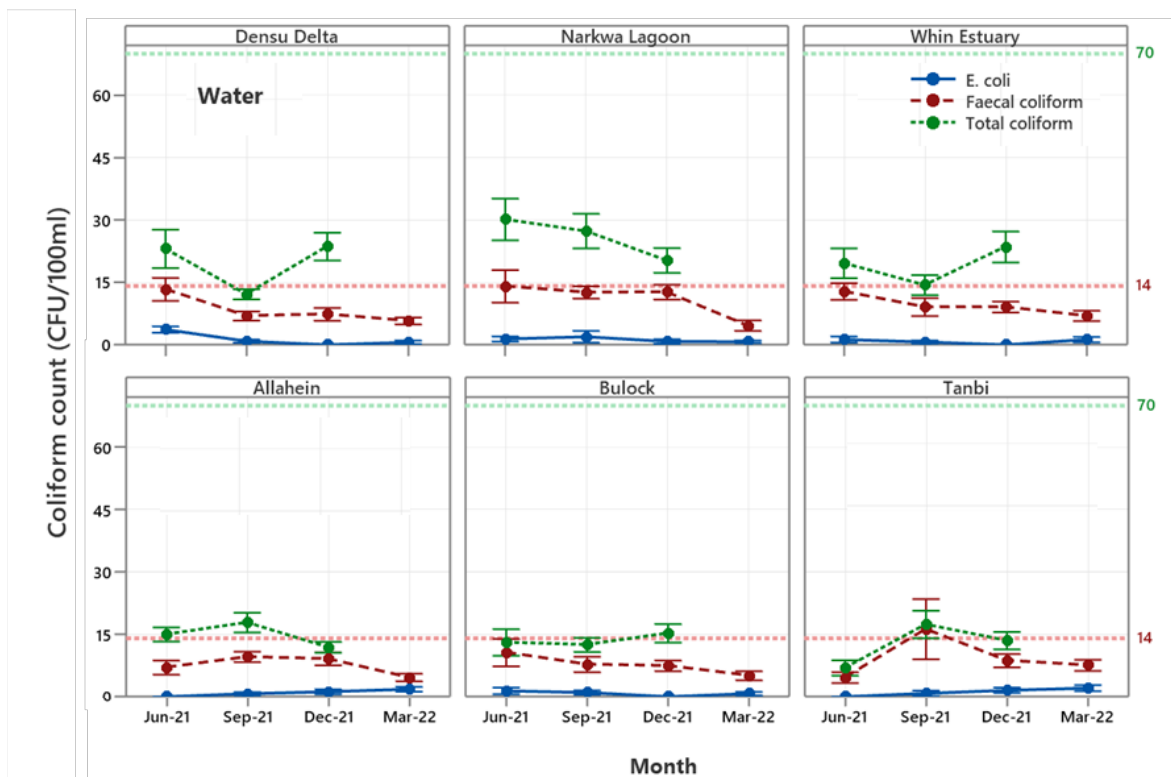 Densu Delta
Narkwa Lagoon
Whin Estuary
Water
E. coli
Faecal coliform
Total coliform
60
45
30
15
0
70
14
Coliform count (CFU/100ml)
Allahein
Bulock
Tanbi
60
45
30
15
0
70
14
Jun-21 Sep-21 Dec-21 Mar-22
Jun-21 Sep-21 Dec-21 Mar-22
Jun-21 Sep-21 Dec-21 Mar-22
Month